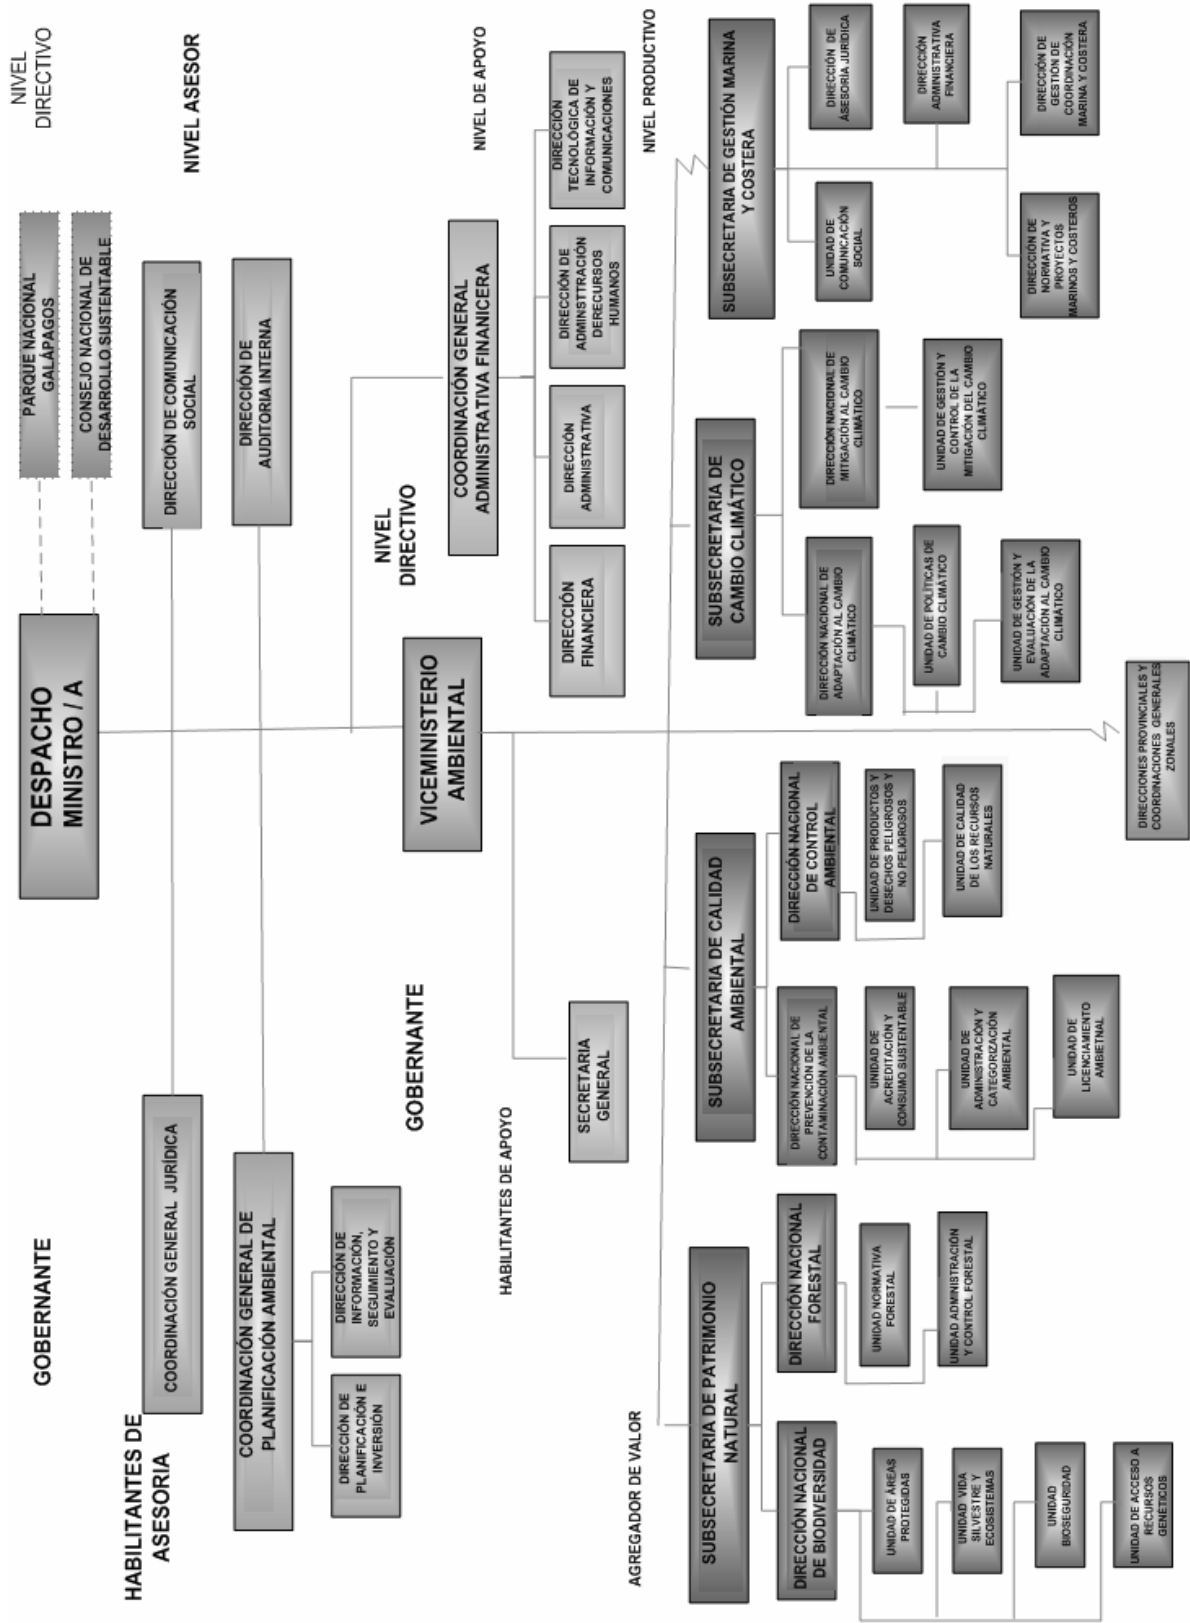 NIVEL
DIRECTIVO
GOBERNANTE
DESPACHO
MINISTRO / A
PARQUE NACIONAL
GALÁPAGOS
CONSEJO NACIONAL DE
DESARROLLO SUSTENTABLE
HABILITANTES DE
ASESORIA
NIVEL ASESOR
COORDINACIÓN GENERAL JURÍDICA
DIRECCIÓN DE COMUNICACIÓN
SOCIAL
COORDINACIÓN GENERAL DE
PLANIFICACIÓN AMBIENTAL
DIRECCIÓN DE
AUDITORIA INTERNA
DIRECCIÓN DE
PLANIFICACIÓN E
INVERSIÓN
DIRECCIÓN DE
INFORMACIÓN,
SEGUIMIENTO Y
EVALUACIÓN
GOBERNANTE
VICEMINISTERIO
AMBIENTAL
NIVEL
DIRECTIVO
HABILITANTES DE APOYO
NIVEL DE APOYO
SECRETARIA
GENERAL
COORDINACIÓN GENERAL
ADMINISTRATIVA FINANICERA
DIRECCIÓN
FINANCIERA
DIRECCIÓN
ADMINISTRATIVA
DIRECCIÓN DE
ADMINSTTRACIÓN
DERECURSOS
HUMANOS
DIRECCIÓN
TECNOLÓGICA DE
INFORMACIÓN Y
COMUNICACIONES
AGREGADOR DE VALOR
NIVEL PRODUCTIVO
SUBSECRETARIA DE PATRIMONIO
NATURAL
DIRECCIÓN NACIONAL
DE BIODIVERSIDAD
UNIDAD DE ÁREAS
PROTEGIDAS
UNIDAD VIDA
SILVESTRE Y
ECOSISTEMAS
UNIDAD
BIOSEGURIDAD
UNIDAD DE ACCESO A
RECURSOS
GENÉTICOS
DIRECCIÓN NACIONAL
FORESTAL
UNIDAD NORMATIVA
FORESTAL
UNIDAD ADMINISTRACIÓN
Y CONTROL FORESTAL
SUBSECRETARIA DE CALIDAD
AMBIENTAL
DIRECCIÓN NACIONAL DE
PREVENCION DE LA
CONTAMINACIÓN AMBIENTAL
UNIDAD DE
ACREDITACIÓN Y
CONSUMO SUSTENTABLE
UNIDAD DE
ADMINISTRACIÓN Y
CATEGORIZACIÓN
AMBIENTAL
UNIDAD DE
LICENCIAMIENTO
AMBIETNAL
DIRECCIÓN NACIONAL
DE CONTROL
AMBIENTAL
UNIDAD DE PRODUCTOS Y
DESECHOS PELIGROSOS Y
NO PELIGROSOS
UNIDAD DE CALIDAD
DE LOS RECURSOS
NATURALES
SUBSECRETARIA DE
CAMBIO CLIMÁTICO
DIRECCIÓN NACIONAL DE
ADAPTACIÓN AL CAMBIO
CLIMÁTICO
UNIDAD DE POLÍTICAS DE
CAMBIO CLIMÁTICO
UNIDAD DE GESTIÓN Y
EVALUACIÓN DE LA
ADAPTACIÓN AL CAMBIO
CLIMÁTICO
DIRECCIÓN NACIONAL DE
MITIGACIÓN AL CAMBIO
CLIMÁTICO
UNIDAD DE GESTIÓN Y
CONTROL DE LA
MITIGACIÓN DEL CAMBIO
CLIMÁTICO
SUBSECRETARIA DE GESTIÓN MARINA
Y COSTERA
UNIDAD DE
COMUNICACIÓN
SOCIAL
DIRECCIÓN DE
ÁSESORÍA JURÍDICA
DIRECCIÓN
ADMINISTRATIVA
FINANCIERA
DIRECCIÓN DE
NORMATIVA Y
PROYECTOS
MARINOS Y COSTEROS
DIRECCIÓN DE
GESTION DE
COORDINACIÓN
MARINA Y COSTERA
DIRECCIONES PROVINCIALES Y
COORDINACIONES GENERALES
ZONALES